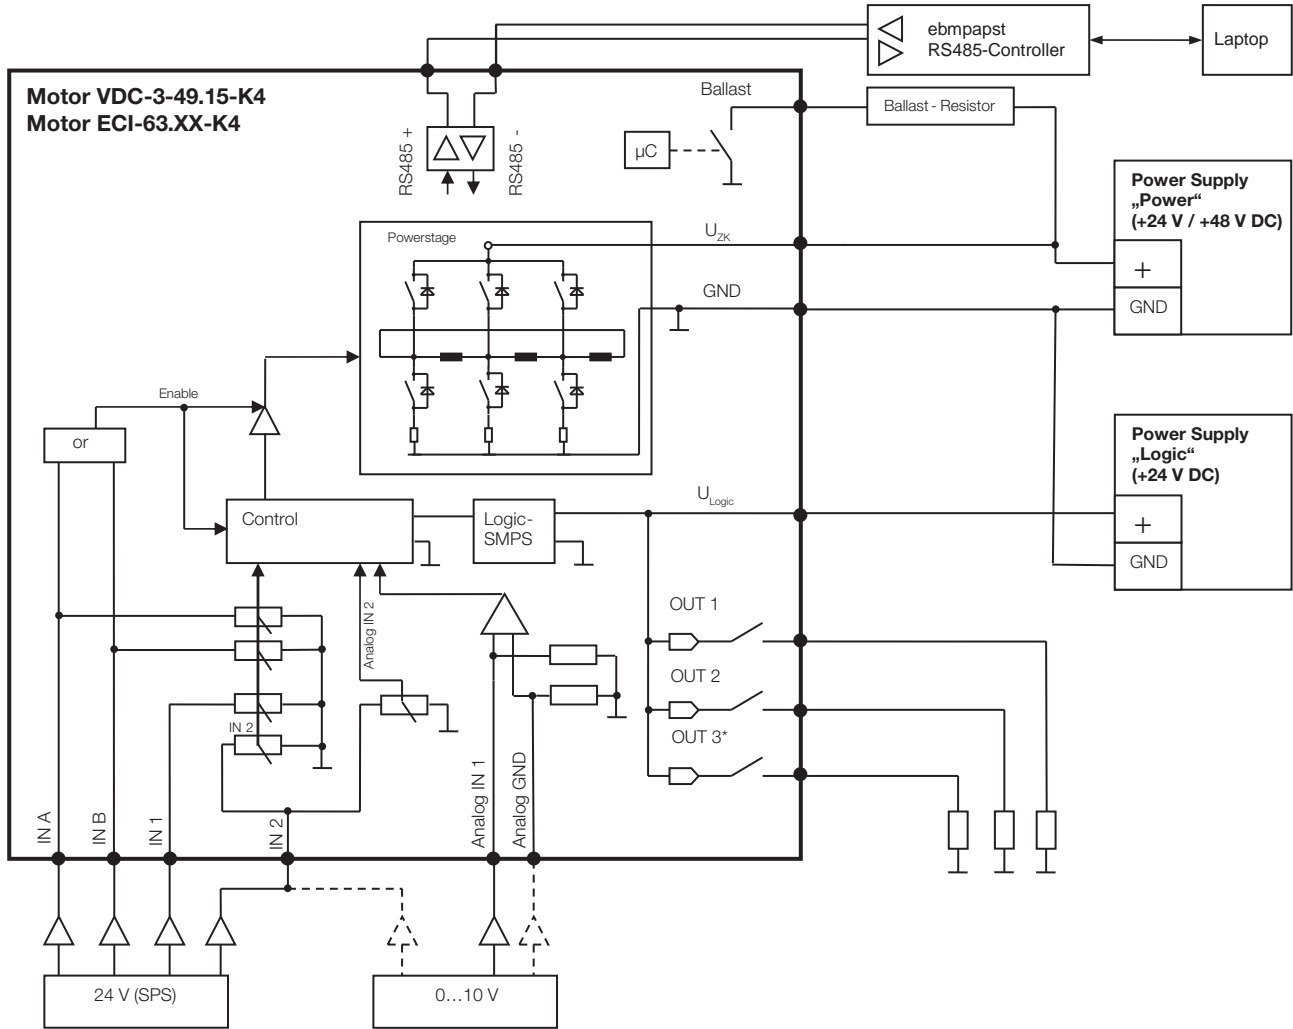 ebmpapst
RS485-Controller
Laptop
Motor VDC-3-49.15-K4
Motor ECI-63.XX-K4
Ballast
Ballast - Resistor
RS485 +
RS485 -
µC
Power Supply
„Power“
(+24 V / +48 V DC)
+
GND
Powerstage
UZK
GND
Enable
or
Power Supply
„Logic“
(+24 V DC)
+
GND
ULogic
Control
Logic-
SMPS
Analog IN 2
OUT 1
OUT 2
OUT 3*
IN 2
IN A
IN B
IN 1
IN 2
Analog IN 1
Analog GND
24 V (SPS)
0...10 V